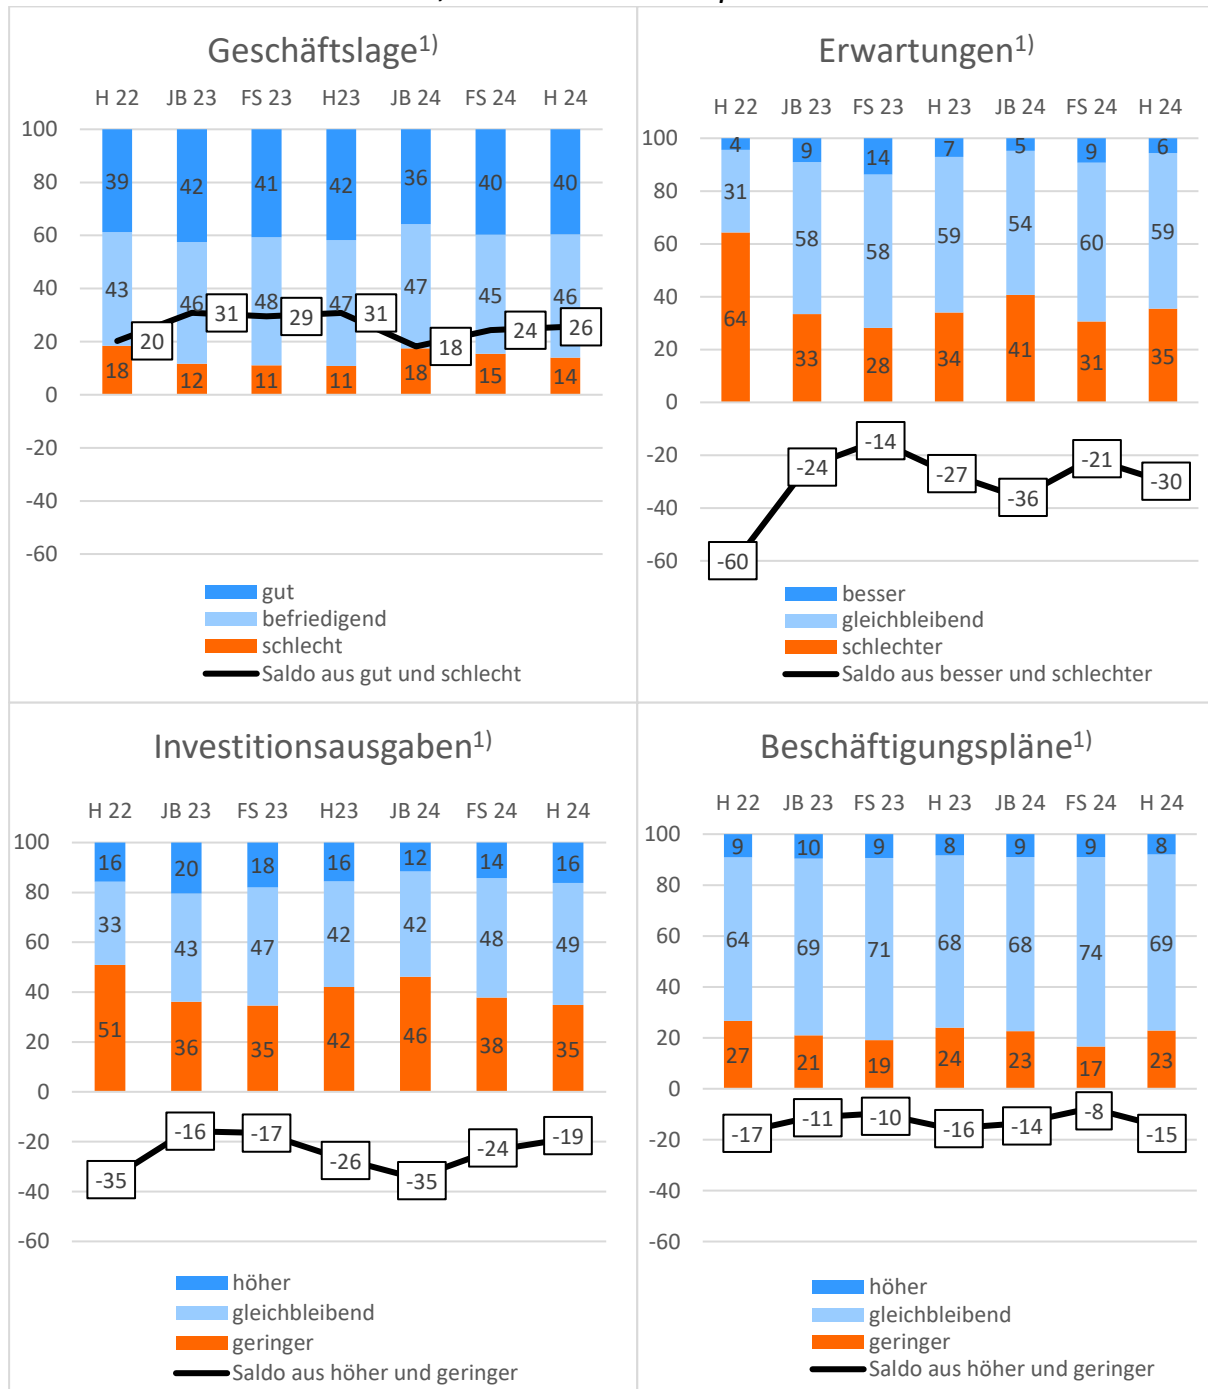 Geschäftslage1)
H 22 JB 23 FS 23 H23 JB 24 FS 24 H 24
100
80
60
40
20
0
-20
-40
-60
39 42 41 42 36 40 40
43 46 48 47 47 45 46
20 31 29 31 18 24 26
18 12 11 11 18 15 14
gut
befriedigend
schlecht
Saldo aus gut und schlecht
Erwartungen1)
H 22 JB 23 FS 23 H 23 JB 24 FS 24 H 24
100
80
60
40
20
0
-20
-40
-60
4 9 14 7 5 9 6
31 58 58 59 54 60 59
64 33 28 34 41 31 35
-60 -24 -14 -27 -36 -21 -30
besser
gleichbleibend
schlechter
Saldo aus besser und schlechter
Investitionsausgaben1)
H 22 JB 23 FS 23 H23 JB 24 FS 24 H 24
100
80
60
40
20
0
-20
-40
-60
16 20 18 16 12 14 16
33 43 47 42 42 48 49
51 36 35 42 46 38 35
-35 -16 -17 -26 -35 -24 -19
höher
gleichbleibend
geringer
Saldo aus höher und geringer
Beschäftigungspläne1)
H 22 JB 23 FS 23 H 23 JB 24 FS 24 H 24
100
80
60
40
20
0
-20
-40
-60
9 10 9 8 9 9 8
64 69 71 68 68 74 69
27 21 19 24 23 17 23
-17 -11 -10 -16 -14 -8 -15
höher
gleichbleibend
geringer
Saldo aus höher und geringer